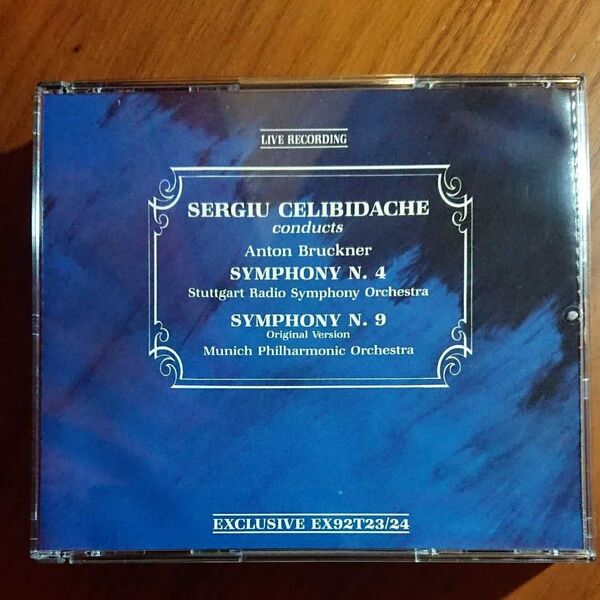 LIVE RECORDING
SERGIU CELIBIDACHE
conducts
Anton Bruckner
SYMPHONY N. 4
Stuttgart Radio Symphony Orchestra
SYMPHONY N. 9
Original Version
Munich Philharmonic Orchestra
EXCLUSIVE EX92T23/24